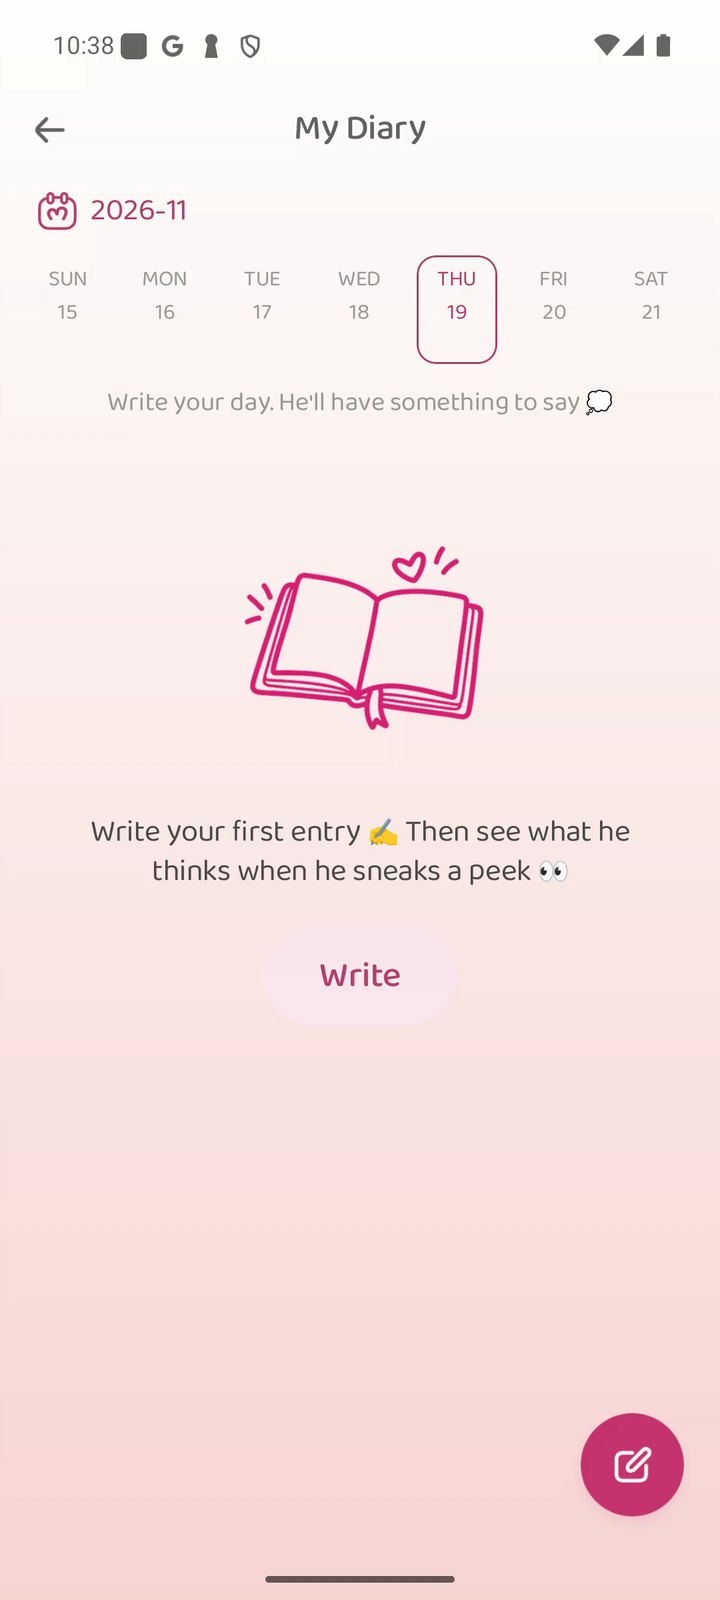 10:38
My Diary
2026-11
SUN MON TUE WED THU FRI SAT
15 16 17 18 19 20 21
Write your day. He'll have something to say 💭
Write your first entry ✍️ Then see what he
thinks when he sneaks a peek 👀
Write